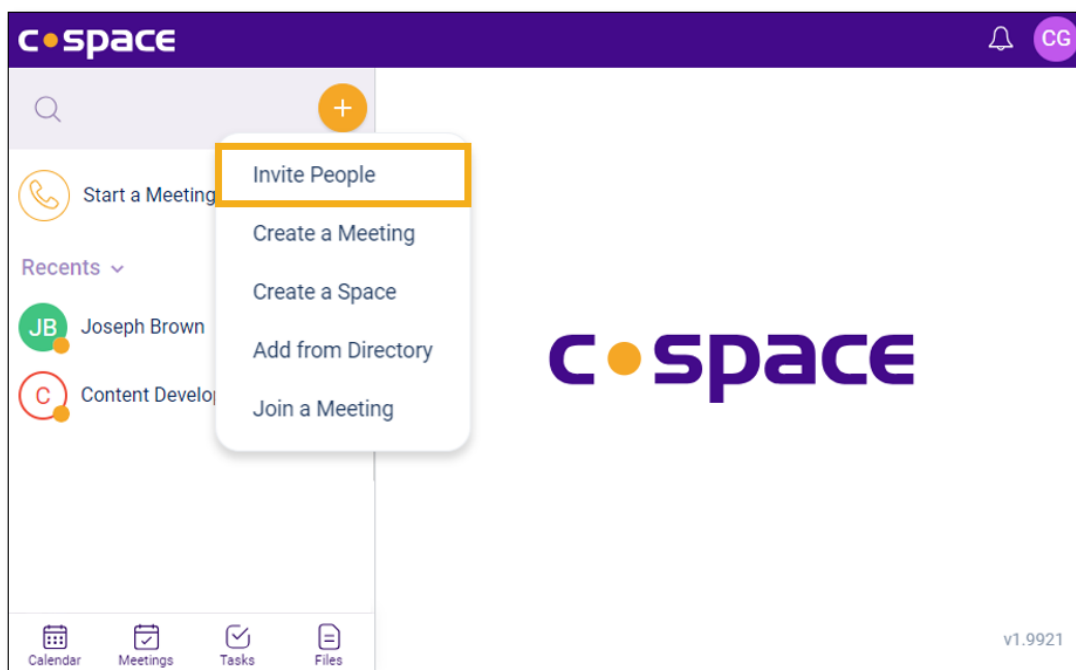 c•space
CG
+
Invite People
Start a Meeting
Create a Meeting
Recents
Create a Space
JB Joseph Brown
Add from Directory
C Content Develo
Join a Meeting
c•space
v1.9921
Calendar Meetings Tasks Files